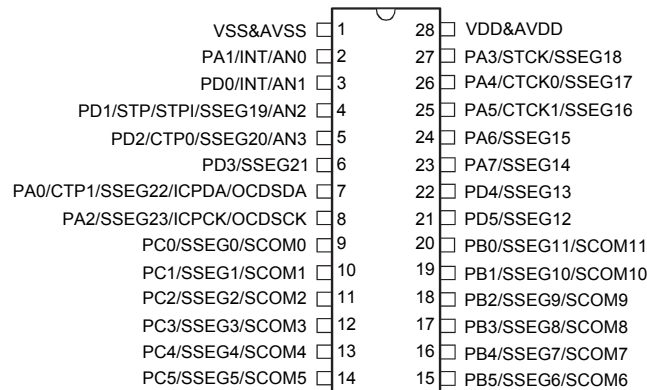 VSS&AVSS 1 28 VDD&AVDD
PA1/INT/AN0 2 27 PA3/STCK/SSEG18
PD0/INT/AN1 3 26 PA4/CTCK0/SSEG17
PD1/STP/STPI/SSEG19/AN2 4 25 PA5/CTCK1/SSEG16
PD2/CTP0/SSEG20/AN3 5 24 PA6/SSEG15
PD3/SSEG21 6 23 PA7/SSEG14
PA0/CTP1/SSEG22/ICPDA/OCDSDA 7 22 PD4/SSEG13
PA2/SSEG23/ICPCK/OCDSCK 8 21 PD5/SSEG12
PC0/SSEG0/SCOM0 9 20 PB0/SSEG11/SCOM11
PC1/SSEG1/SCOM1 10 19 PB1/SSEG10/SCOM10
PC2/SSEG2/SCOM2 11 18 PB2/SSEG9/SCOM9
PC3/SSEG3/SCOM3 12 17 PB3/SSEG8/SCOM8
PC4/SSEG4/SCOM4 13 16 PB4/SSEG7/SCOM7
PC5/SSEG5/SCOM5 14 15 PB5/SSEG6/SCOM6